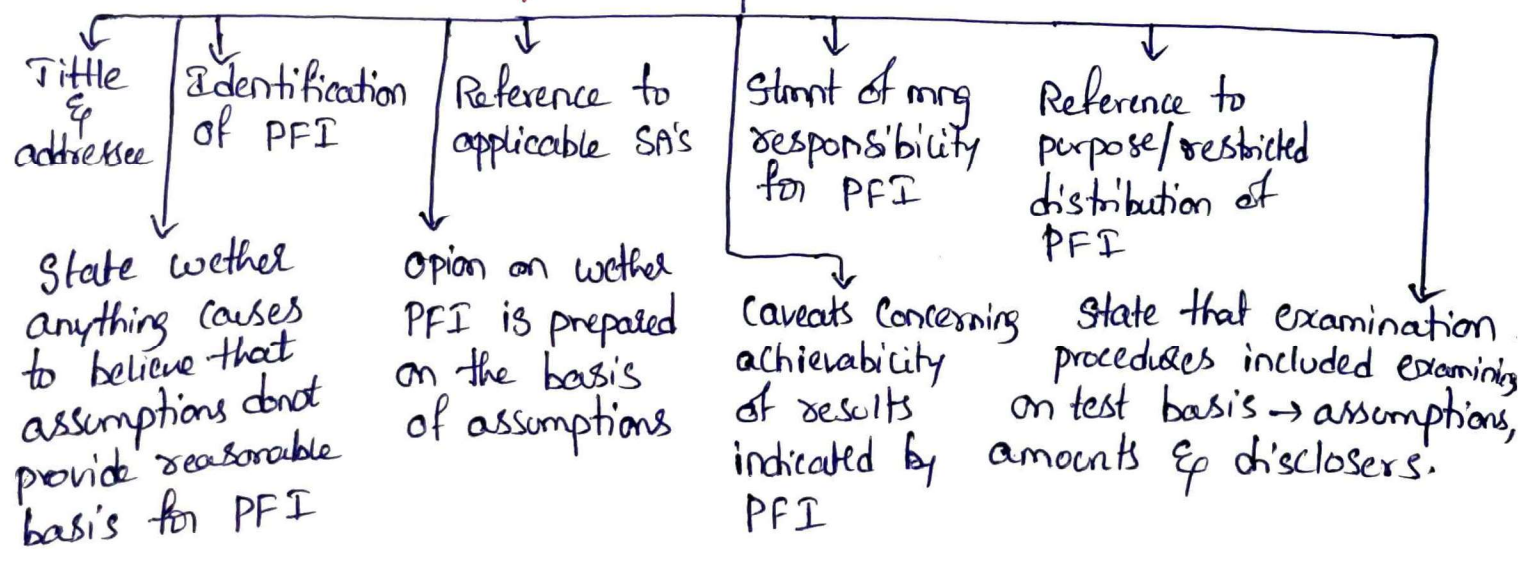 Tittle
&
addressee
Identification
of PFI
Reference to
applicable SA's
Stmnt of mng
responsibility
for PFI
Reference to
purpose/restricted
distribution of
PFI
State wether
anything causes
to believe that
assumptions donot
provide reasonable
basis for PFI
Opion on wether
PFI is prepared
on the basis
of assumptions
Caveats Concerning
achievability
of results
indicated by
PFI
State that examination
procedures included examining
on test basis → assumptions,
amounts & disclosers.